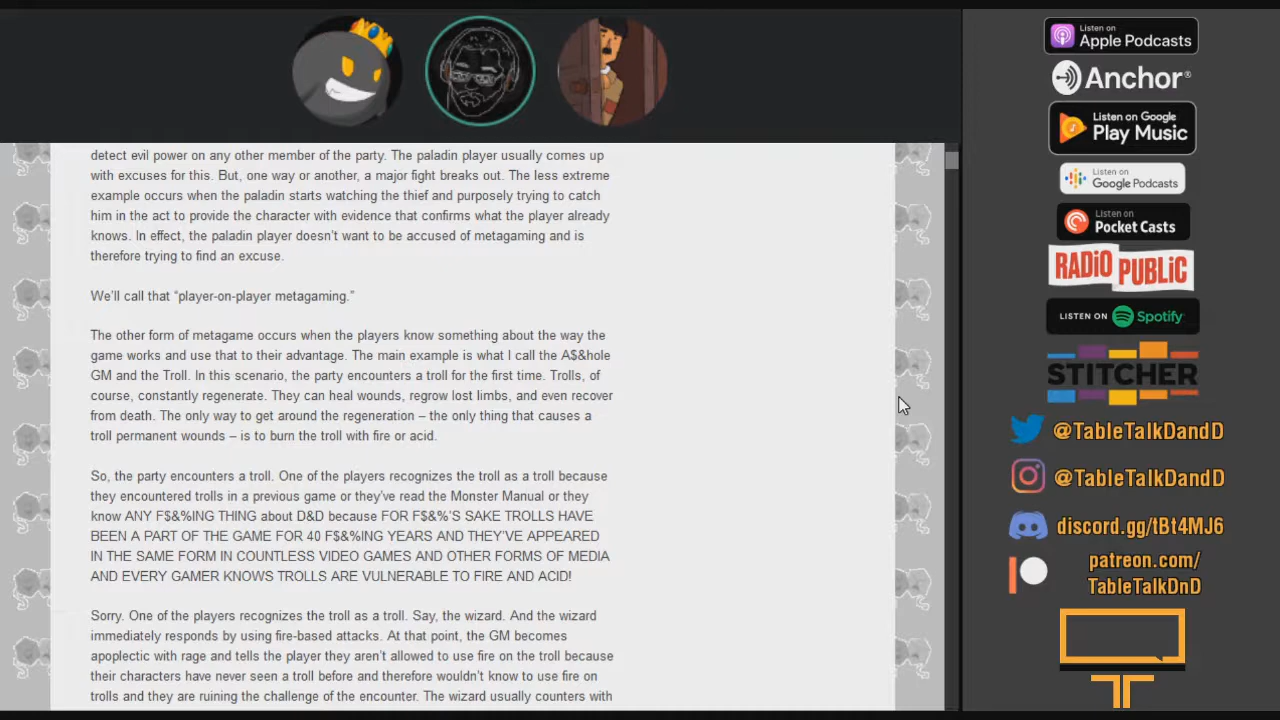 detect evil power on any other member of the party. The paladin player usually comes up
with excuses for this. But, one way or another, a major fight breaks out. The less extreme
example occurs when the paladin starts watching the thief and purposely trying to catch
him in the act to provide the character with evidence that confirms what the player already
knows. In effect, the paladin player doesn’t want to be accused of metagaming and is
therefore trying to find an excuse.
We’ll call that “player-on-player metagaming.”
The other form of metagame occurs when the players know something about the way the
game works and use that to their advantage. The main example is what I call the A$&hole
GM and the Troll. In this scenario, the party encounters a troll for the first time. Trolls, of
course, constantly regenerate. They can heal wounds, regrow lost limbs, and even recover
from death. The only way to get around the regeneration – the only thing that causes a
troll permanent wounds – is to burn the troll with fire or acid.
So, the party encounters a troll. One of the players recognizes the troll as a troll because
they encountered trolls in a previous game or they’ve read the Monster Manual or they
know ANY F$&%ING THING about D&D because FOR F$&%’S SAKE TROLLS HAVE
BEEN A PART OF THE GAME FOR 40 F$&%ING YEARS AND THEY’VE APPEARED
IN THE SAME FORM IN COUNTLESS VIDEO GAMES AND OTHER FORMS OF MEDIA
AND EVERY GAMER KNOWS TROLLS ARE VULNERABLE TO FIRE AND ACID!
Sorry. One of the players recognizes the troll as a troll. Say, the wizard. And the wizard
immediately responds by using fire-based attacks. At that point, the GM becomes
apoplectic with rage and tells the player they aren’t allowed to use fire on the troll because
their characters have never seen a troll before and therefore wouldn’t know to use fire on
trolls and they are ruining the challenge of the encounter. The wizard usually counters with
Listen on
Apple Podcasts
Anchor®
Listen on Google
Play Music
Listen on
Google Podcasts
Listen on
Pocket Casts
RADiO PUBLiC
LISTEN ON Spotify
STITCHER
@TableTalkDandD
@TableTalkDandD
discord.gg/tBt4MJ6
patreon.com/
TableTalkDnD